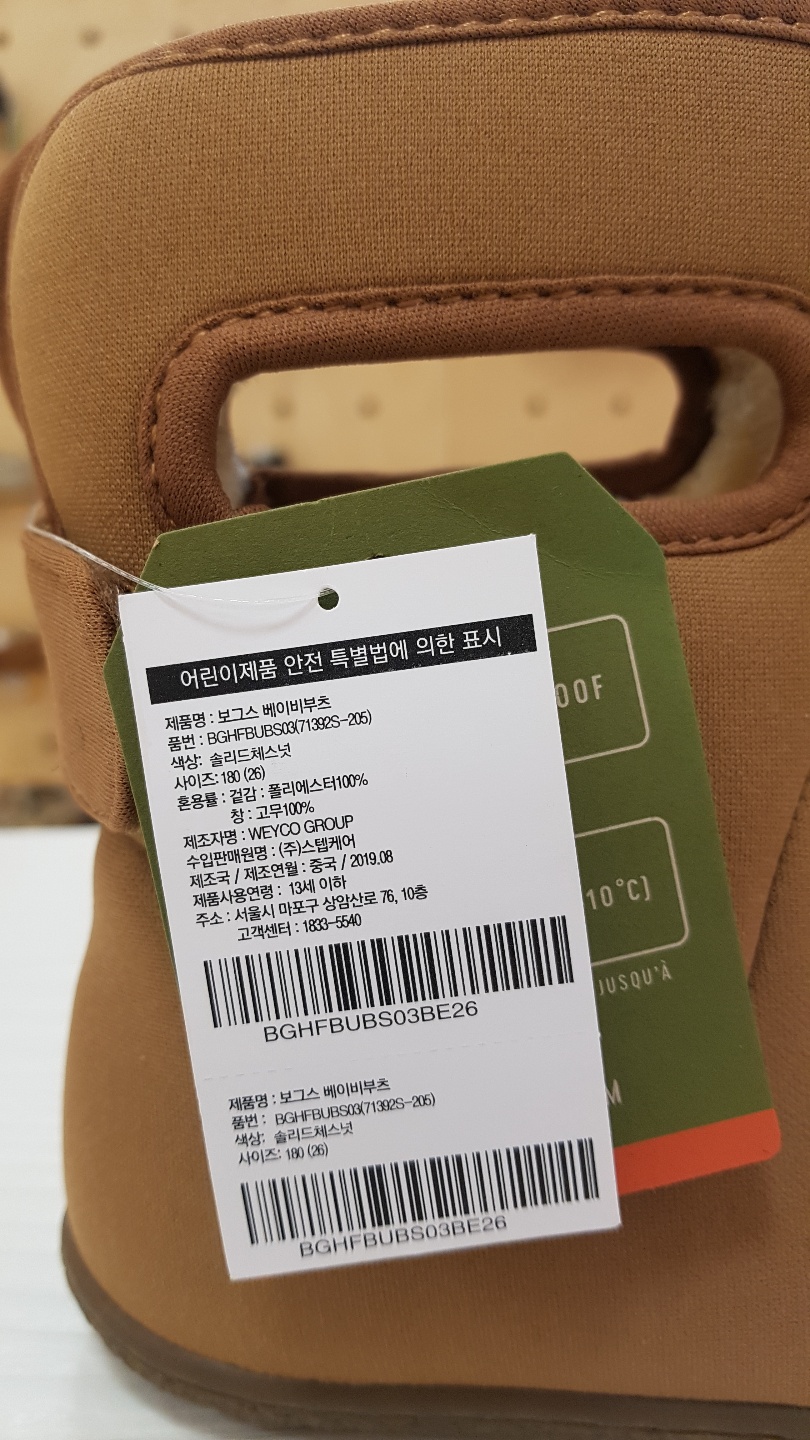 어린이제품 안전 특별법에 의한 표시
제품명 : 보그스 베이비부츠
품번 : BGHFBUBS03(71392S-205)
색상: 솔리드체스넛
사이즈: 180 (26)
혼용률 : 겉감 : 폴리에스터100%
창 : 고무100%
제조자명 : WEYCO GROUP
수입판매원명 : (주)스텝케어
제조국 / 제조연월 : 중국 / 2019.08
제품사용연령 : 13세 이하
주소 : 서울시 마포구 상암산로 76, 10층
고객센터 : 1833-5540
BGHFBUBS03BE26
제품명 : 보그스 베이비부츠
품번 : BGHFBUBS03(71392S-205)
색상: 솔리드체스넛
사이즈: 180 (26)
BGHFBUBS03BE26
OOF
10°C]
JUSQU'À
M